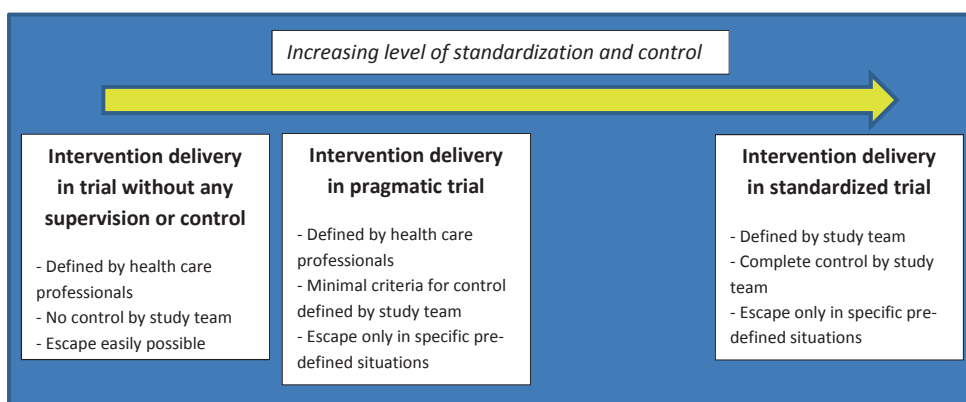 Increasing level of standardization and control
Intervention delivery
in trial without any
supervision or control
- Defined by health care
professionals
- No control by study team
- Escape easily possible
Intervention delivery
in pragmatic trial
- Defined by health care
professionals
- Minimal criteria for control
defined by study team
- Escape only in specific pre-
defined situations
Intervention delivery
in standardized trial
- Defined by study team
- Complete control by study
team
- Escape only in specific pre-
defined situations